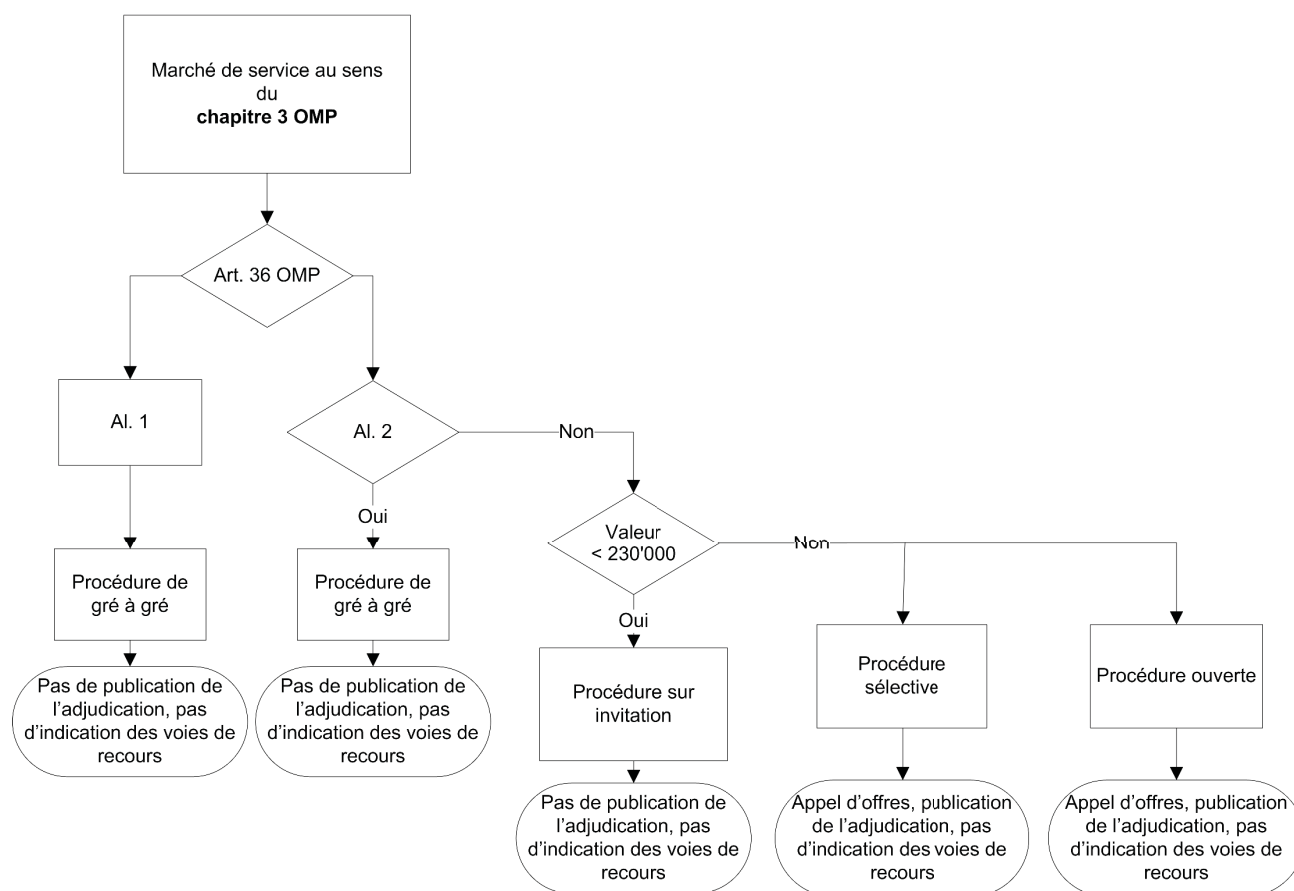 Marché de service au sens
du
chapitre 3 OMP
Art. 36 OMP
Al. 1
Al. 2
Non
Oui
Valeur
< 230'000
Non
Procédure de
gré à gré
Procédure de
gré à gré
Oui
Procédure sur
invitation
Procédure
sélective
Procédure ouverte
Pas de publication de
l’adjudication, pas
d’indication des voies de
recours
Pas de publication de
l’adjudication, pas
d’indication des voies de
recours
Pas de publication de
l’adjudication, pas
d’indication des voies de
recours
Appel d’offres, publication
de l’adjudication, pas
d’indication des voies de
recours
Appel d’offres, publication
de l’adjudication, pas
d’indication des voies de
recours